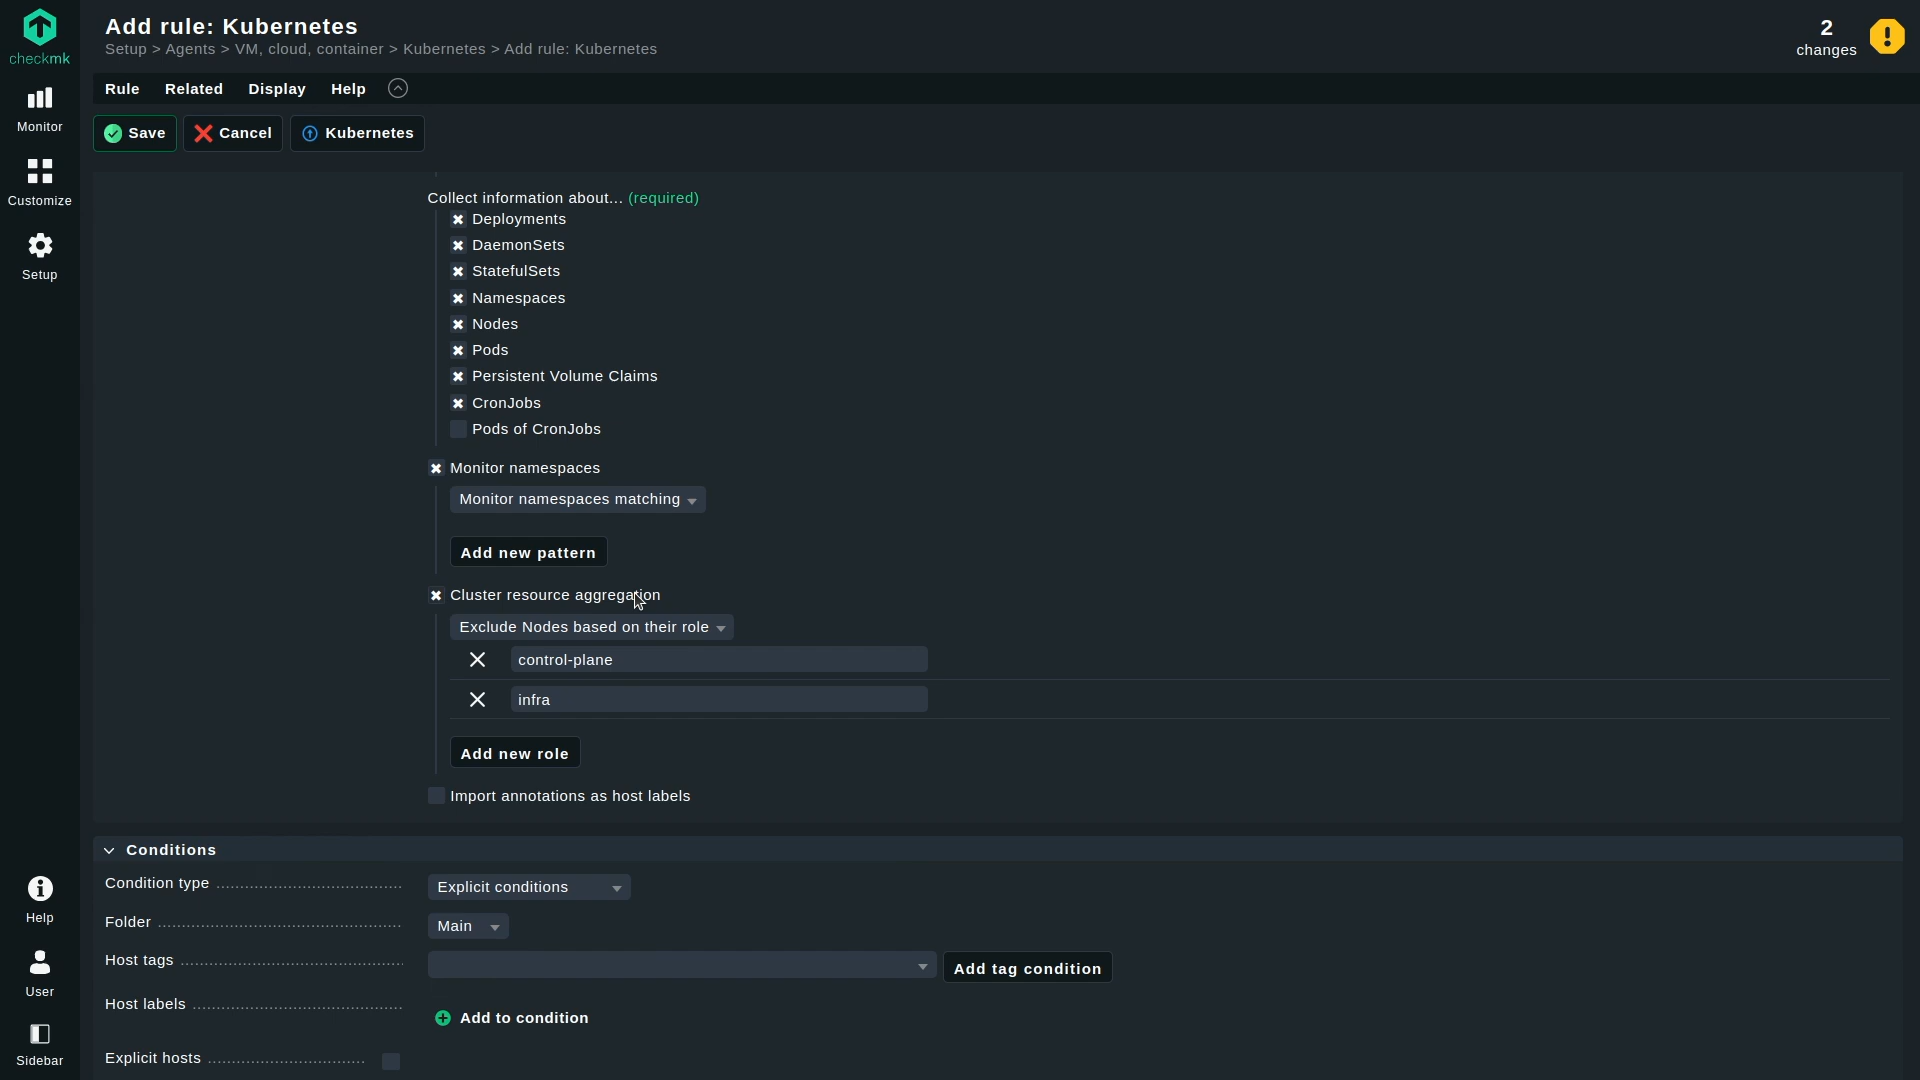 Add rule: Kubernetes
Setup > Agents > VM, cloud, container > Kubernetes > Add rule: Kubernetes
2
changes
checkmk
Monitor
Customize
Setup
Help
User
Sidebar
Rule Related Display Help
Save Cancel Kubernetes
Collect information about... (required)
Deployments
DaemonSets
StatefulSets
Namespaces
Nodes
Pods
Persistent Volume Claims
CronJobs
Pods of CronJobs
Monitor namespaces
Monitor namespaces matching
Add new pattern
Cluster resource aggregation
Exclude Nodes based on their role
control-plane
infra
Add new role
Import annotations as host labels
Conditions
Condition type Explicit conditions
Folder Main
Host tags Add tag condition
Host labels
Add to condition
Explicit hosts